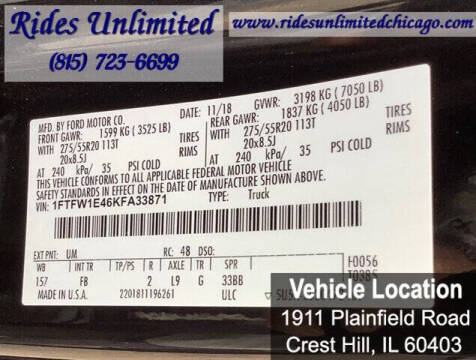 Rides Unlimited
(815) 723-6699
www.ridesunlimitedchicago.com
MFD. BY FORD MOTOR CO.
11/18
GVWR: 3198 KG ( 7050 LB)
FRONT GAWR: 1599 KG ( 3525 LB)
REAR GAWR: 1837 KG ( 4050 LB)
WITH 275/55R20 113T TIRES
WITH 275/55R20 113T TIRES
20x8.5J RIMS
20x8.5J RIMS
AT 240 kPa/ 35 PSI COLD
AT 240 kPa/ 35 PSI COLD
THIS VEHICLE CONFORMS TO ALL APPLICABLE FEDERAL MOTOR VEHICLE
SAFETY STANDARDS IN EFFECT ON THE DATE OF MANUFACTURE SHOWN ABOVE.
VIN: 1FTFW1E46KFA33871
TYPE: Truck
EXT PNT: UM RC: 48 DSO: F0056
WB INT TR TP/PS R AXLE TR SPR T0385
157 FB 2 L9 G 33BB
MADE IN U.S.A. 2201811196261 ULC
Vehicle Location
1911 Plainfield Road
Crest Hill, IL 60403